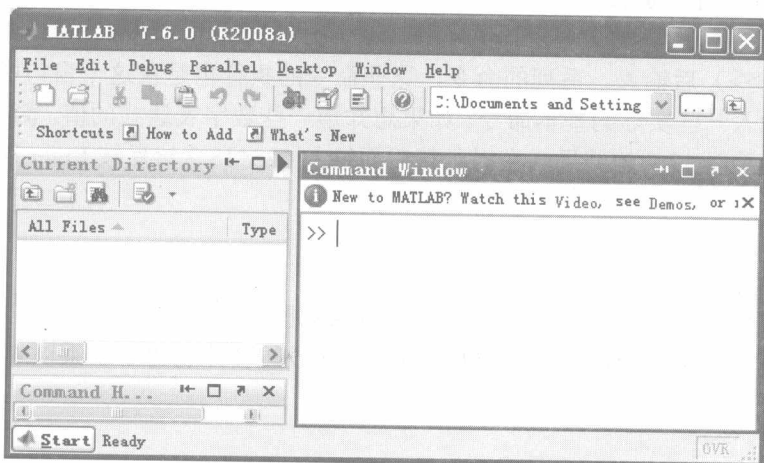 MATLAB 7.6.0 (R2008a)
File Edit Debug Parallel Desktop Window Help
C:\Documents and Setting ...
Shortcuts How to Add What's New
Current Directory
Command Window
New to MATLAB? Watch this Video, see Demos, or
All Files Type
>>
Command H...
Start Ready
OVR